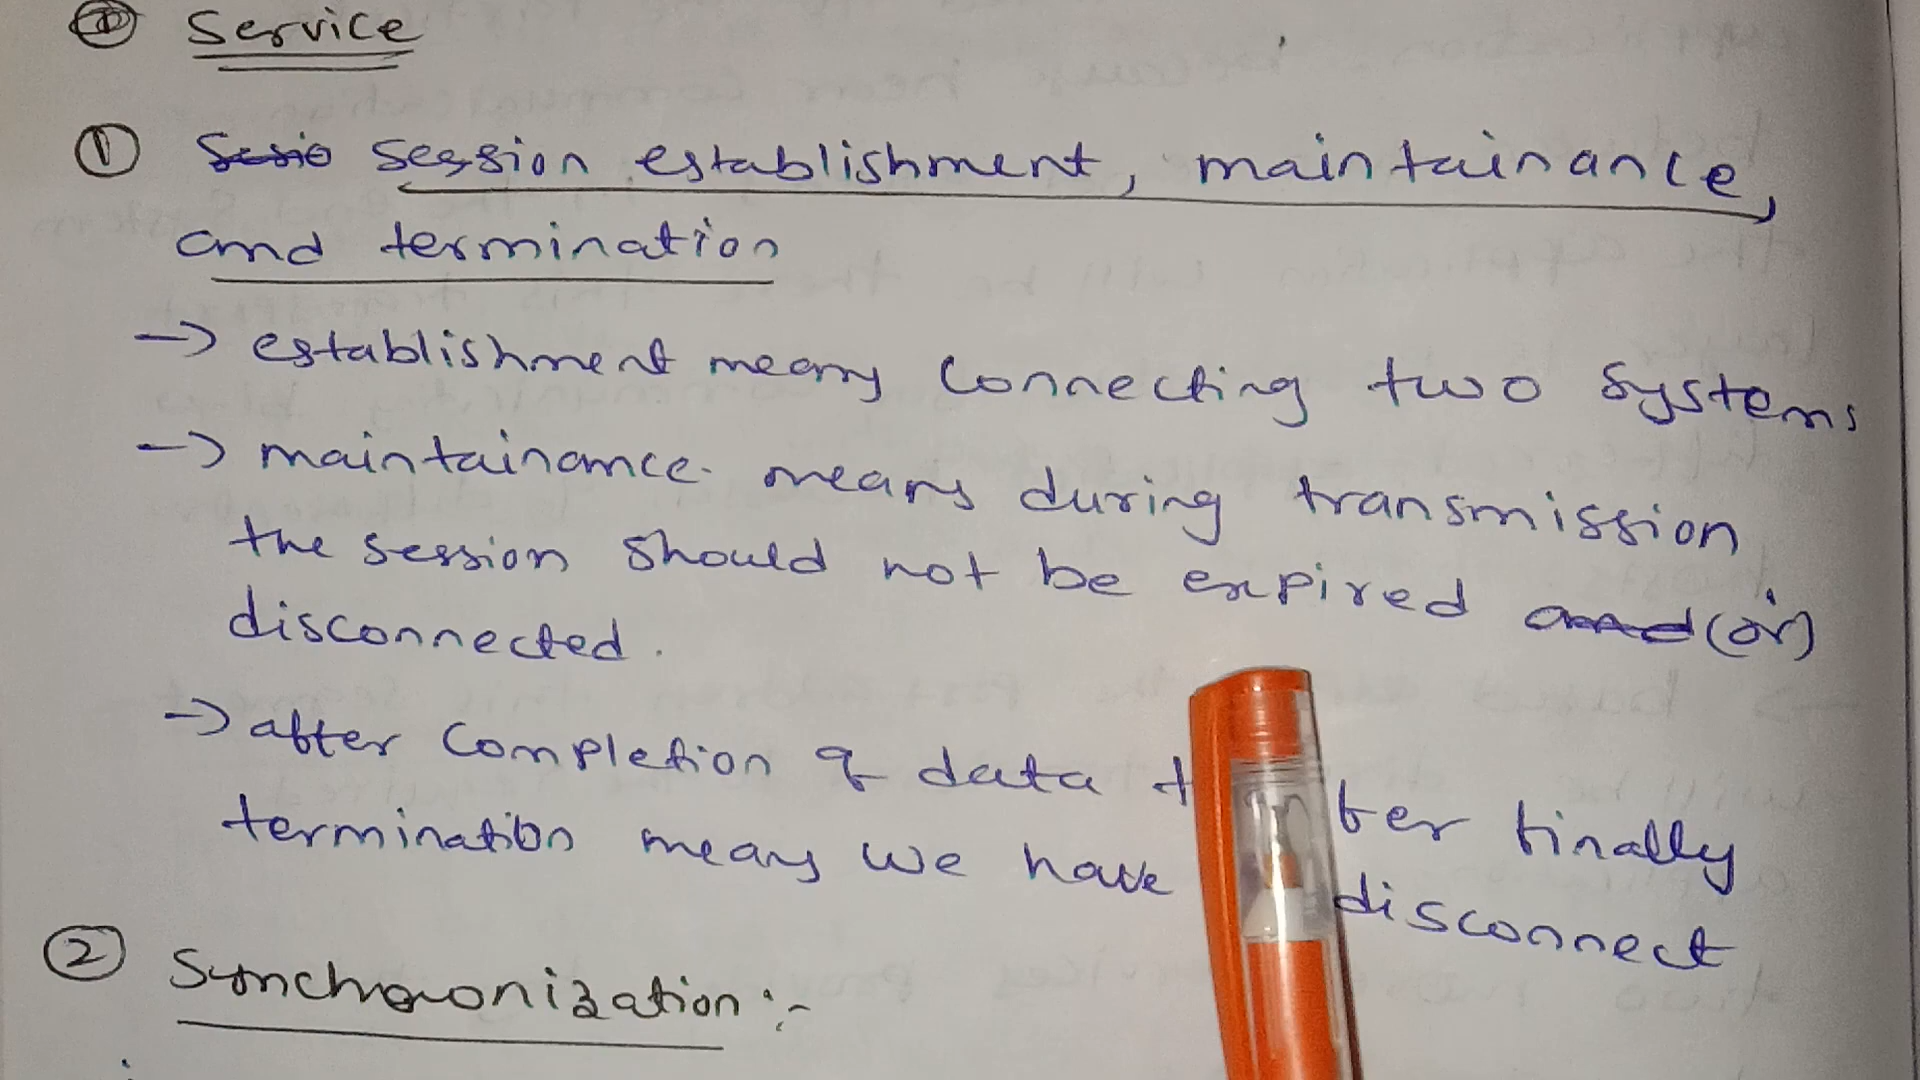 Service
① Session establishment, maintainance,
and termination
→ establishment means connecting two systems
→ maintainance means during transmission
the session should not be expired (or)
disconnected.
→ after completion of data finally
termination means we have disconnect
② Synchronization :-